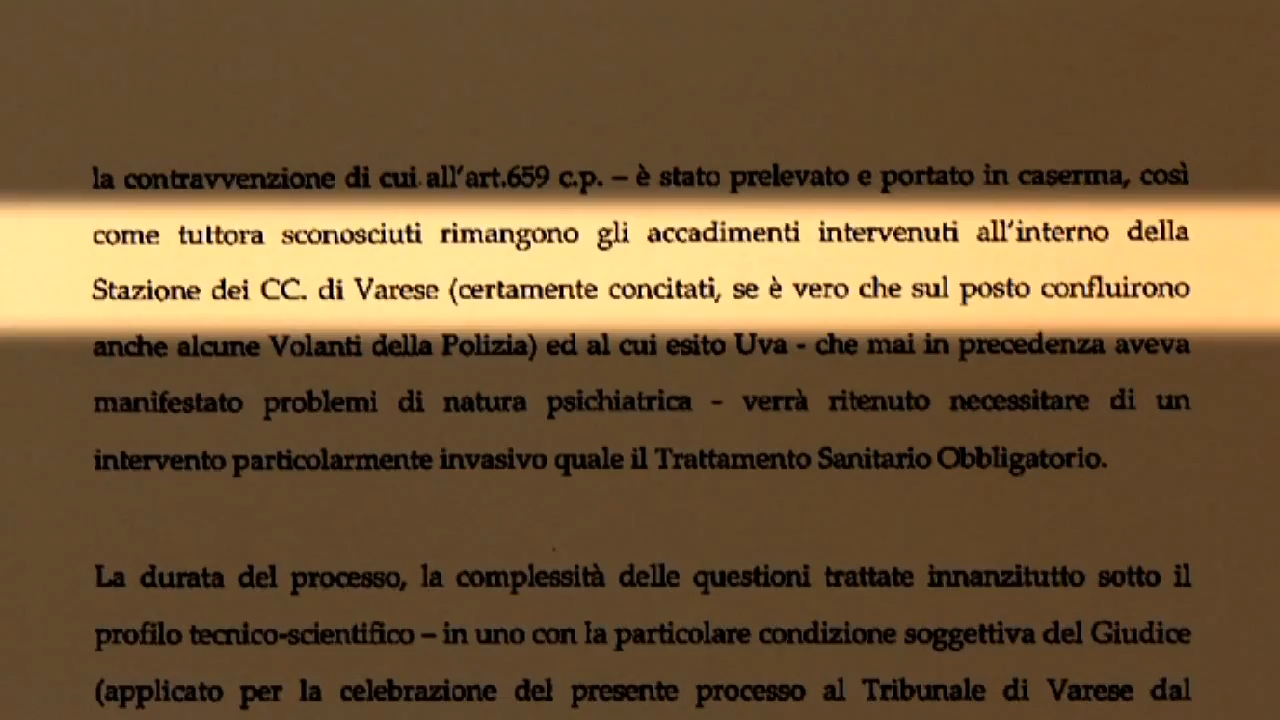 la contravvenzione di cui all'art.659 c.p. – è stato prelevato e portato in caserma, così
come tuttora sconosciuti rimangono gli accadimenti intervenuti all'interno della
Stazione dei CC. di Varese (certamente concitati, se è vero che sul posto confluirono
anche alcune Volanti della Polizia) ed al cui esito Uva - che mai in precedenza aveva
manifestato problemi di natura psichiatrica - verrà ritenuto necessitare di un
intervento particolarmente invasivo quale il Trattamento Sanitario Obbligatorio.
La durata del processo, la complessità delle questioni trattate innanzitutto sotto il
profilo tecnico-scientifico – in uno con la particolare condizione soggettiva del Giudice
(applicato per la celebrazione del presente processo al Tribunale di Varese dal